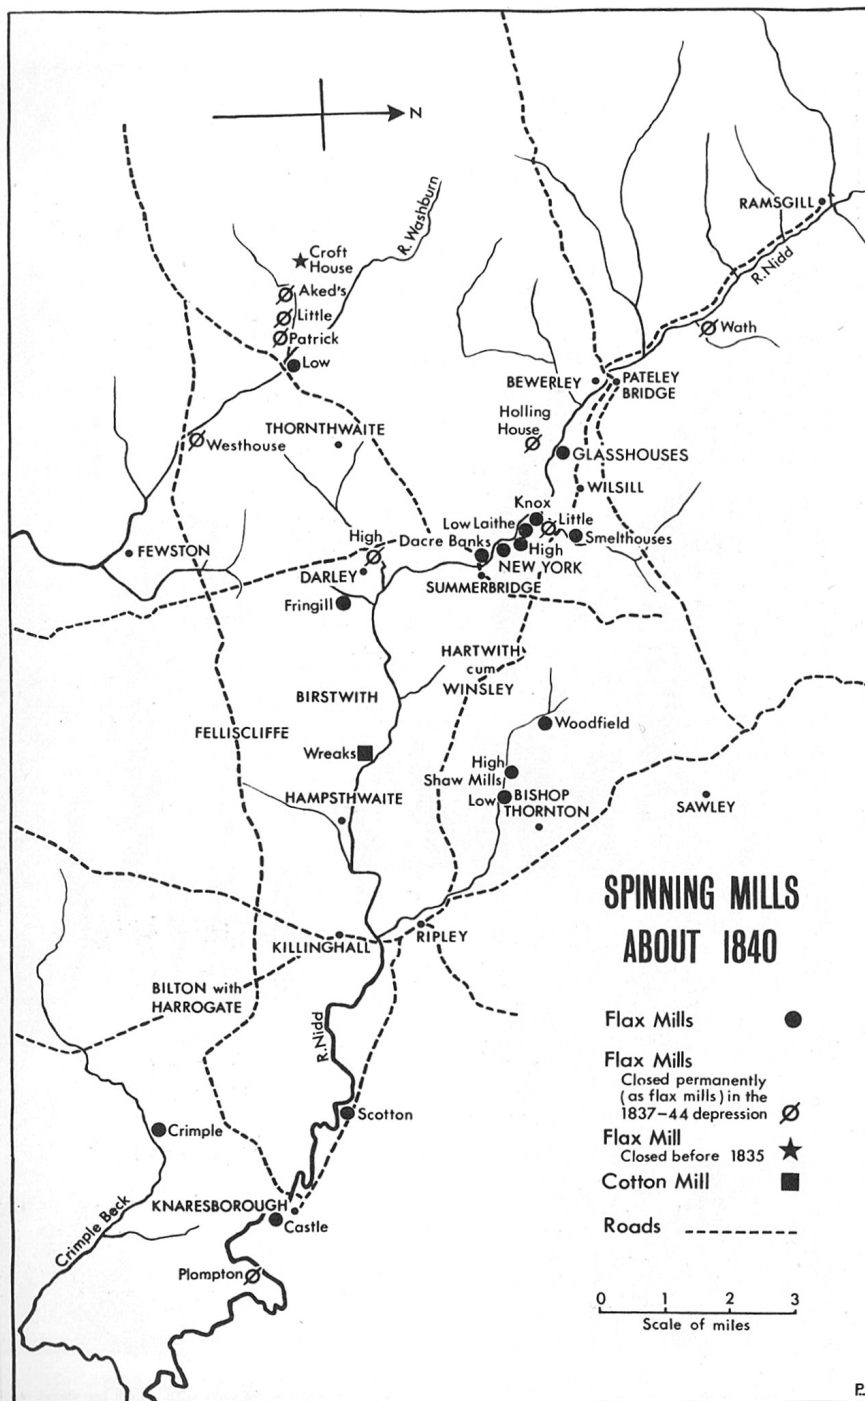 N
RAMSGILL
R. Washburn
Croft
House
R.Nidd
Aked's
Little
Wath
Patrick
Low
BEWERLEY
PATELEY
BRIDGE
Holling
House
THORNTHWAITE
Westhouse
GLASSHOUSES
WILSILL
Knox
Low Laithe
Little
High
Dacre Banks
Smelthouses
High
FEWSTON
NEW YORK
DARLEY
SUMMERBRIDGE
Fringill
HARTWITH
cum
WINSLEY
BIRSTWITH
Woodfield
FELLISCLIFFE
Wreaks
High
Shaw Mills
Low
BISHOP
THORNTON
HAMPSTHWAITE
SAWLEY
KILLINGHALL
RIPLEY
BILTON with
HARROGATE
R.Nidd
Crimple
Scotton
KNARESBOROUGH
Castle
Crimple Beck
Plompton
SPINNING MILLS
ABOUT 1840
Flax Mills
Flax Mills
Closed permanently
(as flax mills) in the
1837-44 depression
Flax Mill
Closed before 1835
Cotton Mill
Roads
0 1 2 3
Scale of miles
P.